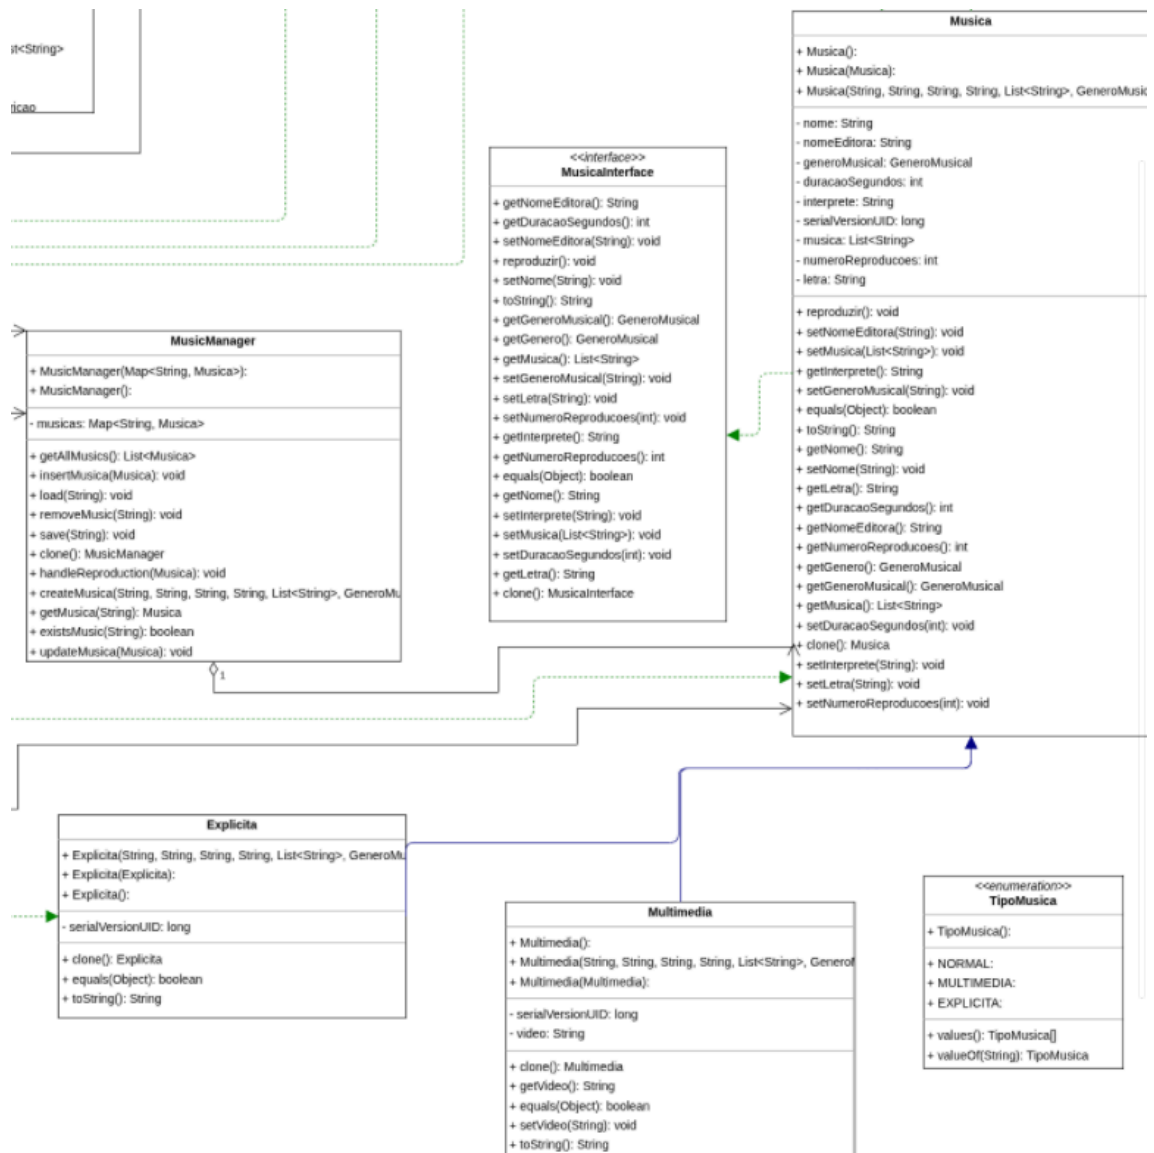 st<String>
ricao
MusicManager
+ MusicManager(Map<String, Musica>):
+ MusicManager():
- musicas: Map<String, Musica>
+ getAllMusics(): List<Musica>
+ insertMusica(Musica): void
+ load(String): void
+ removeMusic(String): void
+ save(String): void
+ clone(): MusicManager
+ handleReproduction(Musica): void
+ createMusica(String, String, String, String, List<String>, GeneroMu
+ getMusica(String): Musica
+ existsMusic(String): boolean
+ updateMusica(Musica): void
1
<<interface>>
MusicaInterface
+ getNomeEditora(): String
+ getDuracaoSegundos(): int
+ setNomeEditora(String): void
+ reproduzir(): void
+ setNome(String): void
+ toString(): String
+ getGeneroMusical(): GeneroMusical
+ getGenero(): GeneroMusical
+ getMusica(): List<String>
+ setGeneroMusical(String): void
+ setLetra(String): void
+ setNumeroReproducoes(int): void
+ getInterprete(): String
+ getNumeroReproducoes(): int
+ equals(Object): boolean
+ getNome(): String
+ setInterprete(String): void
+ setMusica(List<String>): void
+ setDuracaoSegundos(int): void
+ getLetra(): String
+ clone(): MusicaInterface
Musica
+ Musica():
+ Musica(Musica):
+ Musica(String, String, String, String, List<String>, GeneroMusic
- nome: String
- nomeEditora: String
- generoMusical: GeneroMusical
- duracaoSegundos: int
- interprete: String
- serialVersionUID: long
- musica: List<String>
- numeroReproducoes: int
- letra: String
+ reproduzir(): void
+ setNomeEditora(String): void
+ setMusica(List<String>): void
+ getInterprete(): String
+ setGeneroMusical(String): void
+ equals(Object): boolean
+ toString(): String
+ getNome(): String
+ setNome(String): void
+ getLetra(): String
+ getDuracaoSegundos(): int
+ getNomeEditora(): String
+ getNumeroReproducoes(): int
+ getGenero(): GeneroMusical
+ getGeneroMusical(): GeneroMusical
+ getMusica(): List<String>
+ setDuracaoSegundos(int): void
+ clone(): Musica
+ setInterprete(String): void
+ setLetra(String): void
+ setNumeroReproducoes(int): void
Explicita
+ Explicita(String, String, String, String, List<String>, GeneroMu
+ Explicita(Explicita):
+ Explicita():
- serialVersionUID: long
+ clone(): Explicita
+ equals(Object): boolean
+ toString(): String
Multimedia
+ Multimedia():
+ Multimedia(String, String, String, String, List<String>, Generol
+ Multimedia(Multimedia):
- serialVersionUID: long
- video: String
+ clone(): Multimedia
+ getVideo(): String
+ equals(Object): boolean
+ setVideo(String): void
+ toString(): String
<<enumeration>>
TipoMusica
+ TipoMusica():
+ NORMAL:
+ MULTIMEDIA:
+ EXPLICITA:
+ values(): TipoMusica[]
+ valueOf(String): TipoMusica